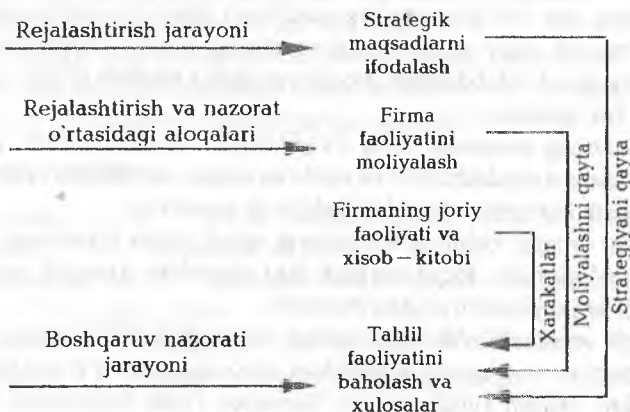 Rejalashtirish jarayoni
Strategik
maqsadlarni
ifodalash
Rejalashtirish va nazorat
o`rtasidagi aloqalari
Firma
faoliyatini
moliyalash
Firmaning joriy
faoliyati va
xisob – kitobi
Boshqaruv nazorati
jarayoni
Tahlil
faoliyatini
baholash va
xulosalar
Xarakatlar
Moliyalashni qayta
Strategiyani qayta